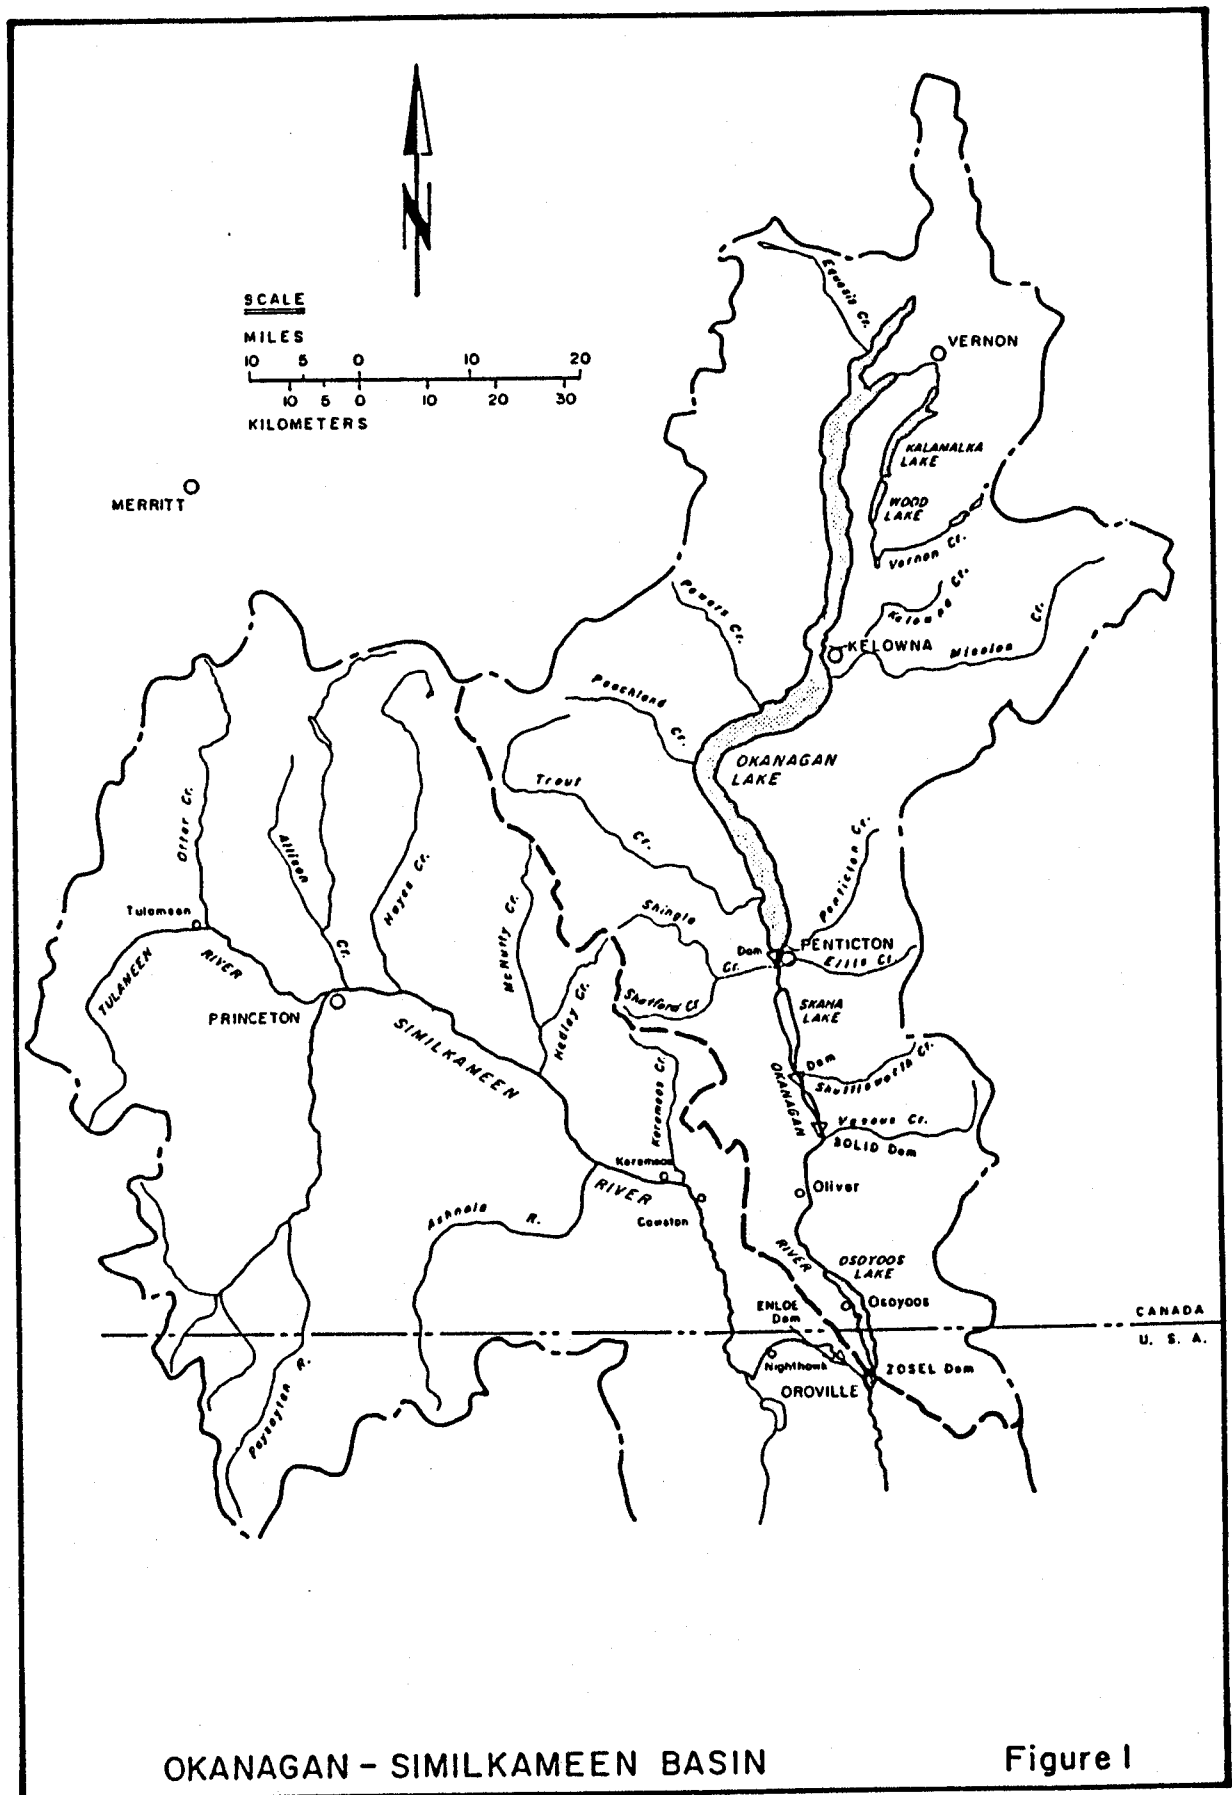 N
SCALE
MILES
10 5 0 10 20
10 5 0 10 20 30
KILOMETERS
Equesis Cr.
VERNON
KALAMALKA
LAKE
MERRITT
WOOD
LAKE
Vernon Cr.
Powers Cr.
Kelowna Cr.
KELOWNA
Mission Cr.
Peachland Cr.
OKANAGAN
LAKE
Trout Cr.
Otter Cr.
Allison Cr.
Hayes Cr.
McNulty Cr.
Penticton Cr.
Tulameen
TULAMEEN RIVER
Shingle Cr.
Dam
PENTICTON
Ellis Cr.
Hedley Cr.
Shatford Cr.
SKAHA
LAKE
PRINCETON
SIMILKAMEEN
RIVER
Dam
Shuttleworth Cr.
OKANAGAN
RIVER
Keremeos Cr.
Vaseux Cr.
SOLID Dam
Keremeos
Oliver
Cawston
Ashnola R.
OSOYOOS
LAKE
Osoyoos
ENLOE
Dam
CANADA
U. S. A.
Nighthawk
ZOSEL Dam
OROVILLE
Paysayten R.
OKANAGAN - SIMILKAMEEN BASIN
Figure 1